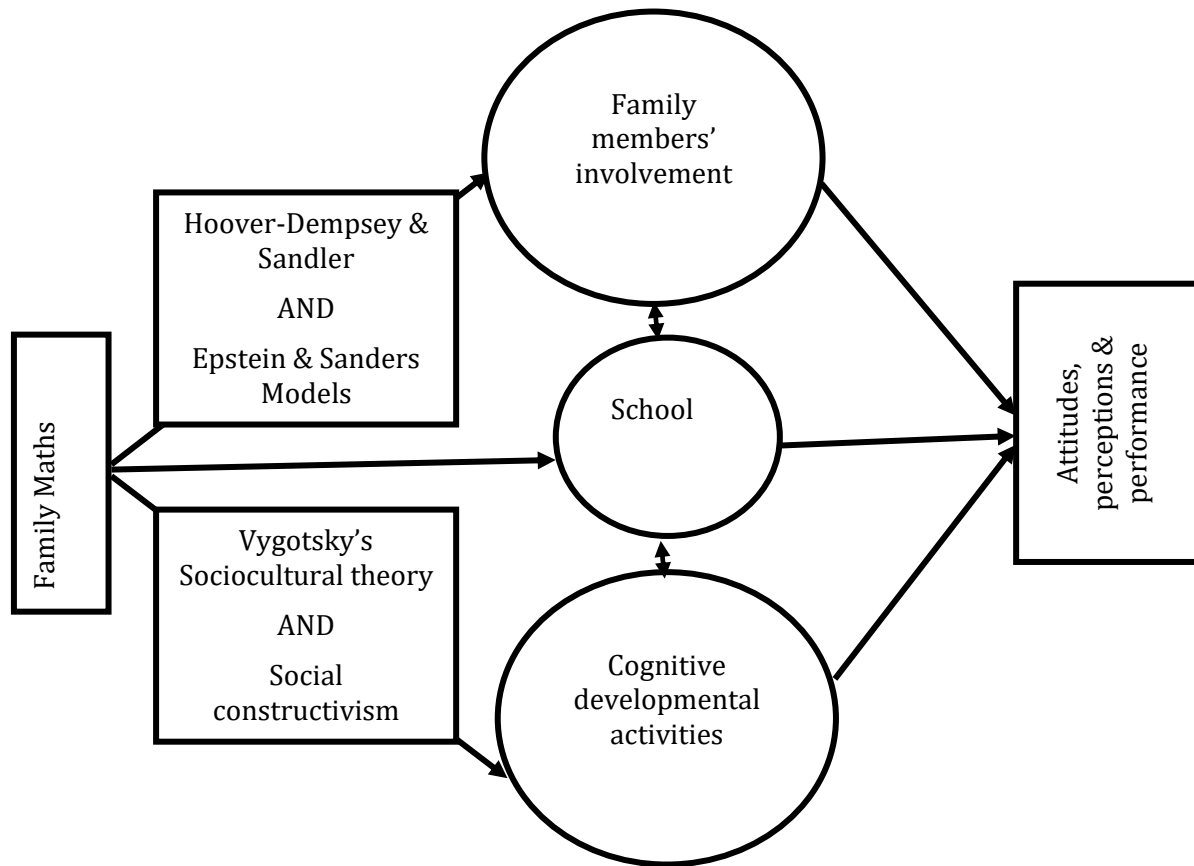 Family
members’
involvement
Hoover-Dempsey &
Sandler
AND
Epstein & Sanders
Models
School
Family Maths
Attitudes,
perceptions &
performance
Vygotsky’s
Sociocultural theory
AND
Social
constructivism
Cognitive
developmental
activities